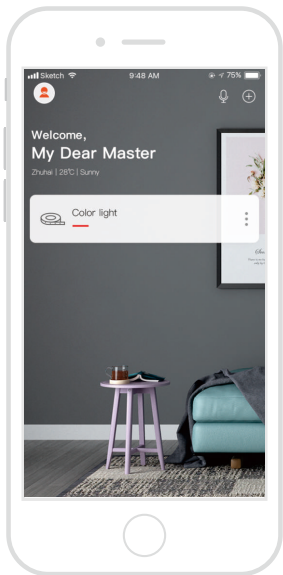 Sketch 9:48 AM 75%
Welcome,
My Dear Master
Zhuhai | 28℃ | Sunny
Color light